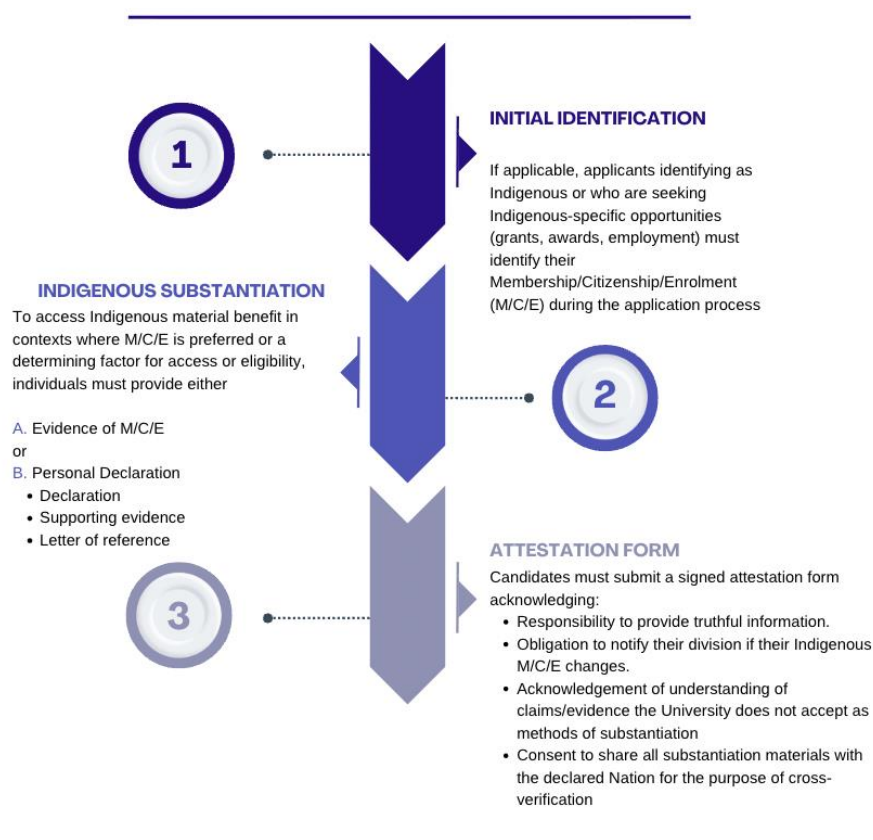 1
INITIAL IDENTIFICATION
If applicable, applicants identifying as
Indigenous or who are seeking
Indigenous-specific opportunities
(grants, awards, employment) must
identify their
Membership/Citizenship/Enrolment
(M/C/E) during the application process
2
INDIGENOUS SUBSTANTIATION
To access Indigenous material benefit in
contexts where M/C/E is preferred or a
determining factor for access or eligibility,
individuals must provide either
A. Evidence of M/C/E
or
B. Personal Declaration
• Declaration
• Supporting evidence
• Letter of reference
3
ATTESTATION FORM
Candidates must submit a signed attestation form
acknowledging:
• Responsibility to provide truthful information.
• Obligation to notify their division if their Indigenous
M/C/E changes.
• Acknowledgement of understanding of
claims/evidence the University does not accept as
methods of substantiation
• Consent to share all substantiation materials with
the declared Nation for the purpose of cross-
verification